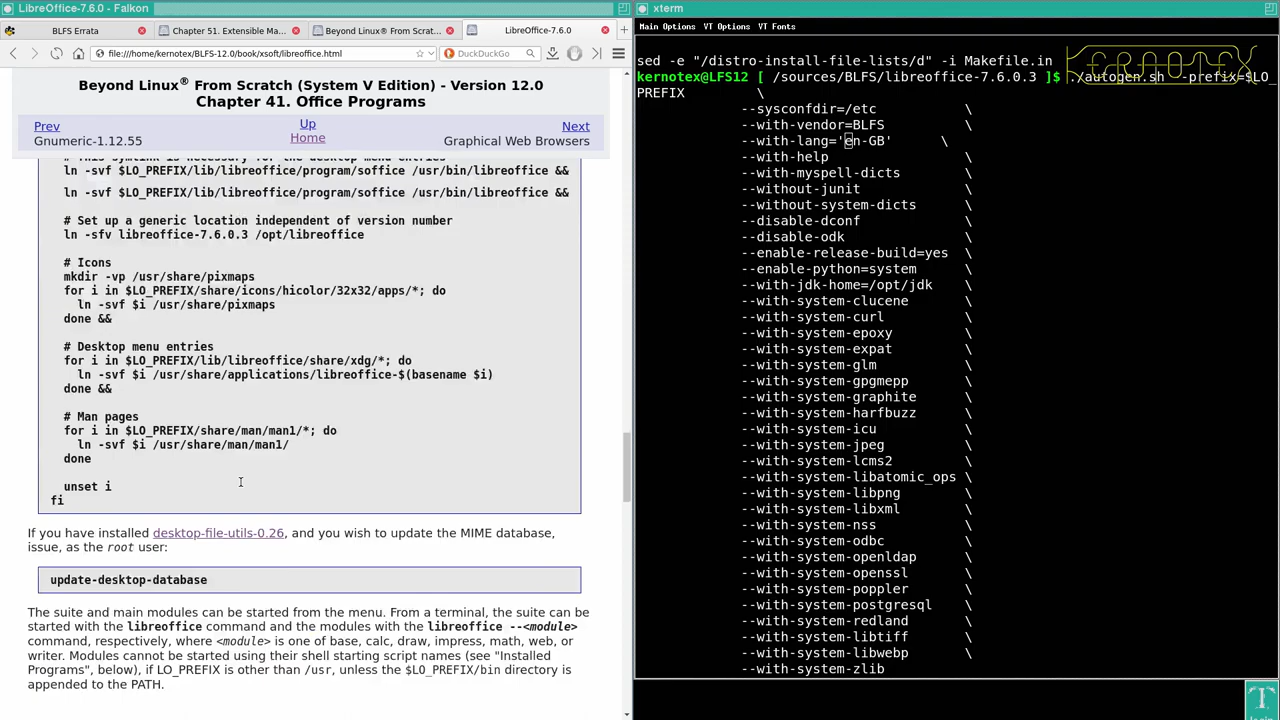 LibreOffice-7.6.0 - Falkon
BLFS Errata
Chapter 51. Extensible Ma...
Beyond Linux® From Scrat...
LibreOffice-7.6.0
file:///home/kernotex/BLFS-12.0/book/xsoft/libreoffice.html
DuckDuckGo
Beyond Linux® From Scratch (System V Edition) - Version 12.0
Chapter 41. Office Programs
Prev
Up
Next
Gnumeric-1.12.55
Home
Graphical Web Browsers
# This symlink is necessary for the desktop menu entries
ln -svf $LO_PREFIX/lib/libreoffice/program/soffice /usr/bin/libreoffice &&
ln -svf $LO_PREFIX/lib/libreoffice/program/soffice /usr/bin/libreoffice &&
# Set up a generic location independent of version number
ln -sfv libreoffice-7.6.0.3 /opt/libreoffice
# Icons
mkdir -vp /usr/share/pixmaps
for i in $LO_PREFIX/share/icons/hicolor/32x32/apps/*; do
ln -svf $i /usr/share/pixmaps
done &&
# Desktop menu entries
for i in $LO_PREFIX/lib/libreoffice/share/xdg/*; do
ln -svf $i /usr/share/applications/libreoffice-$(basename $i)
done &&
# Man pages
for i in $LO_PREFIX/share/man/man1/*; do
ln -svf $i /usr/share/man/man1/
done
unset i
fi
If you have installed desktop-file-utils-0.26, and you wish to update the MIME database,
issue, as the root user:
update-desktop-database
The suite and main modules can be started from the menu. From a terminal, the suite can be
started with the libreoffice command and the modules with the libreoffice --<module>
command, respectively, where <module> is one of base, calc, draw, impress, math, web, or
writer. Modules cannot be started using their shell starting script names (see "Installed
Programs", below), if LO_PREFIX is other than /usr, unless the $LO_PREFIX/bin directory is
appended to the PATH.
xterm
Main Options VT Options VT Fonts
sed -e "/distro-install-file-lists/d" -i Makefile.in
KERNOTEX
kernotex@LFS12 [ /sources/BLFS/libreoffice-7.6.0.3 ]$ ./autogen.sh --prefix=$LO_
PREFIX \
--sysconfdir=/etc \
--with-vendor=BLFS \
--with-lang='en-GB' \
--with-help \
--with-myspell-dicts \
--without-junit \
--without-system-dicts \
--disable-dconf \
--disable-odk \
--enable-release-build=yes \
--enable-python=system \
--with-jdk-home=/opt/jdk \
--with-system-clucene \
--with-system-curl \
--with-system-epoxy \
--with-system-expat \
--with-system-glm \
--with-system-gpgmepp \
--with-system-graphite \
--with-system-harfbuzz \
--with-system-icu \
--with-system-jpeg \
--with-system-lcms2 \
--with-system-libatomic_ops \
--with-system-libpng \
--with-system-libxml \
--with-system-nss \
--with-system-odbc \
--with-system-openldap \
--with-system-openssl \
--with-system-poppler \
--with-system-postgresql \
--with-system-redland \
--with-system-libtiff \
--with-system-libwebp \
--with-system-zlib
T